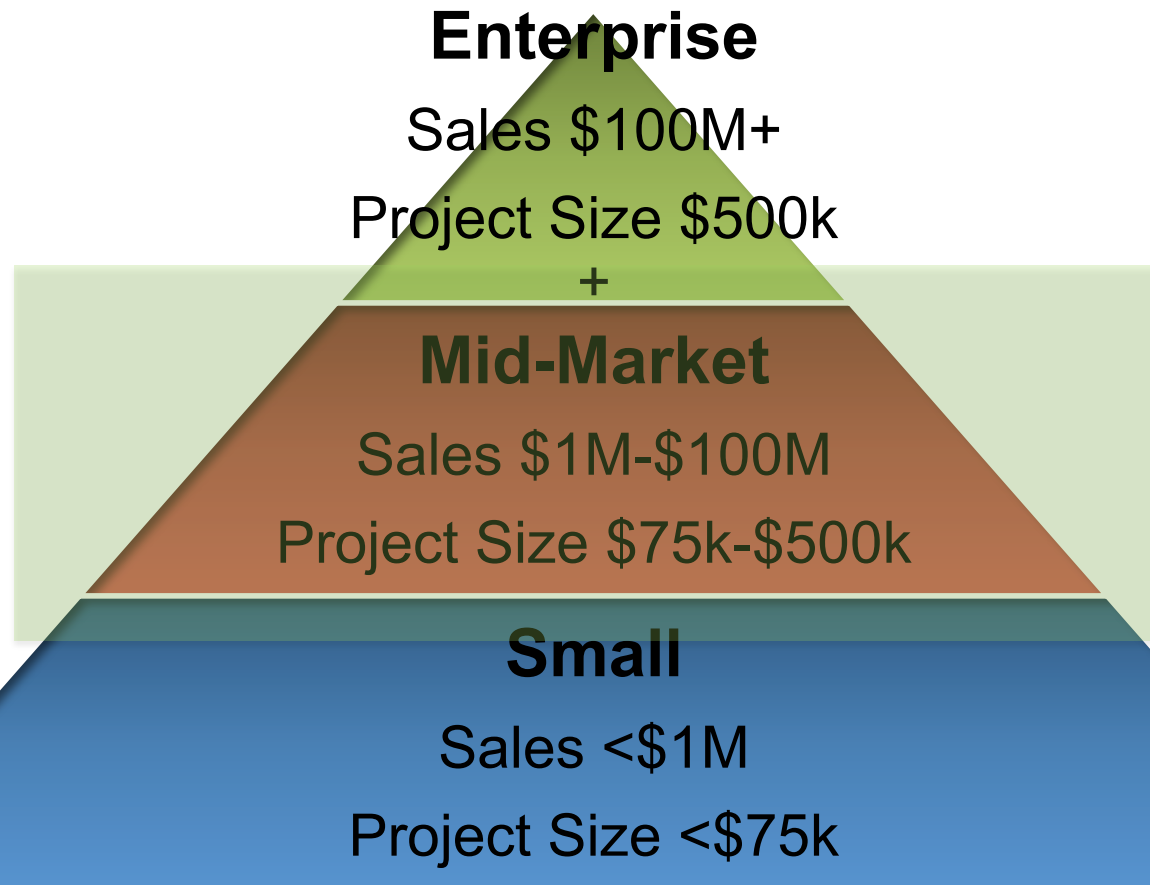 Enterprise
Sales $100M+
Project Size $500k
+
Mid-Market
Sales $1M-$100M
Project Size $75k-$500k
Small
Sales <$1M
Project Size <$75k